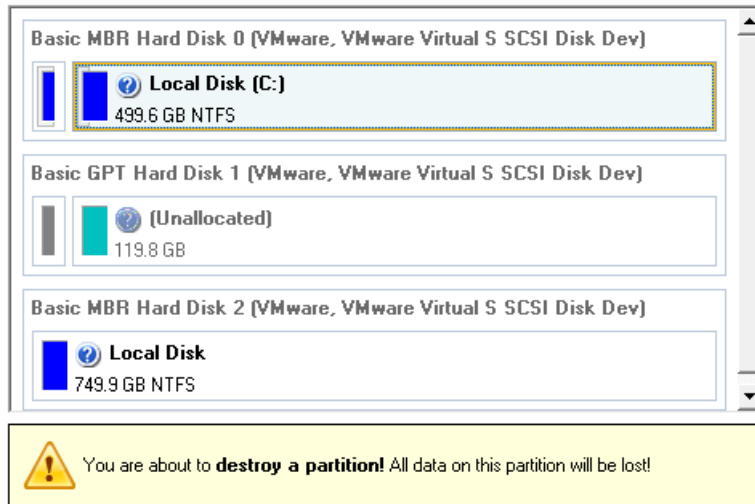 Basic MBR Hard Disk 0 (VMware, VMware Virtual S SCSI Disk Dev)
Local Disk (C:)
499.6 GB NTFS
Basic GPT Hard Disk 1 (VMware, VMware Virtual S SCSI Disk Dev)
(Unallocated)
119.8 GB
Basic MBR Hard Disk 2 (VMware, VMware Virtual S SCSI Disk Dev)
Local Disk
749.9 GB NTFS
You are about to destroy a partition! All data on this partition will be lost!